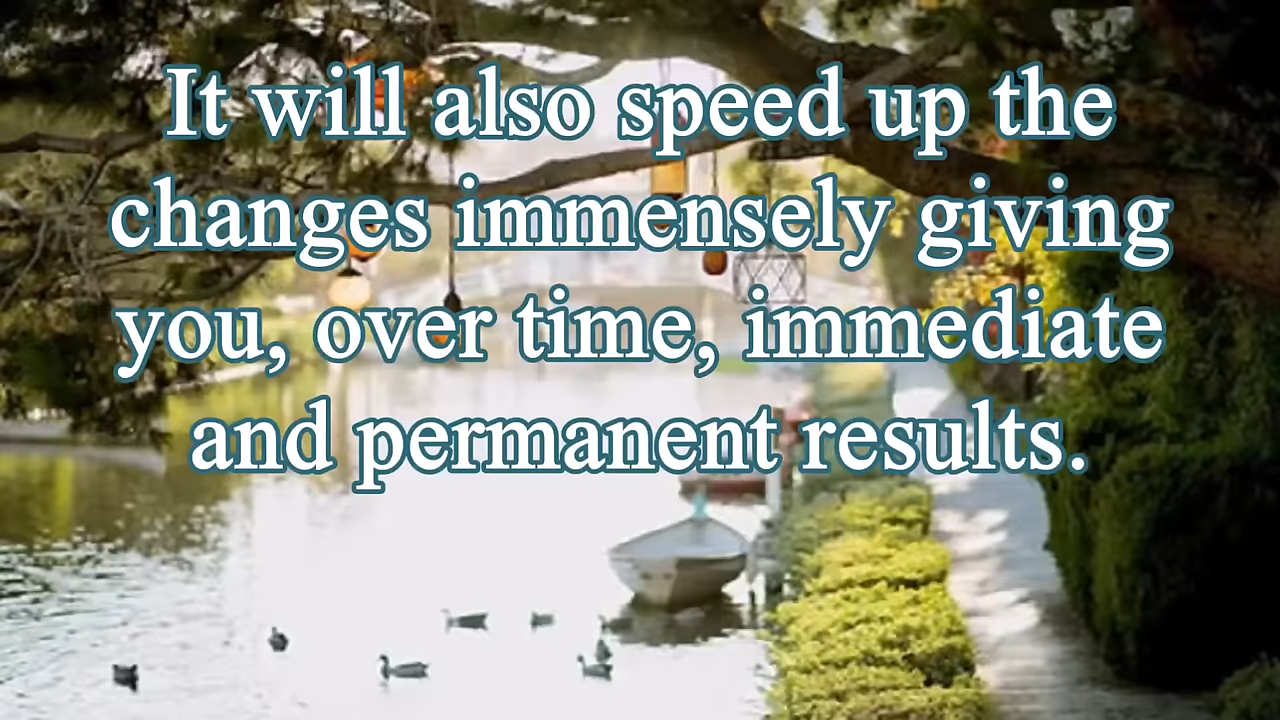 It will also speed up the
changes immensely giving
you, over time, immediate
and permanent results.